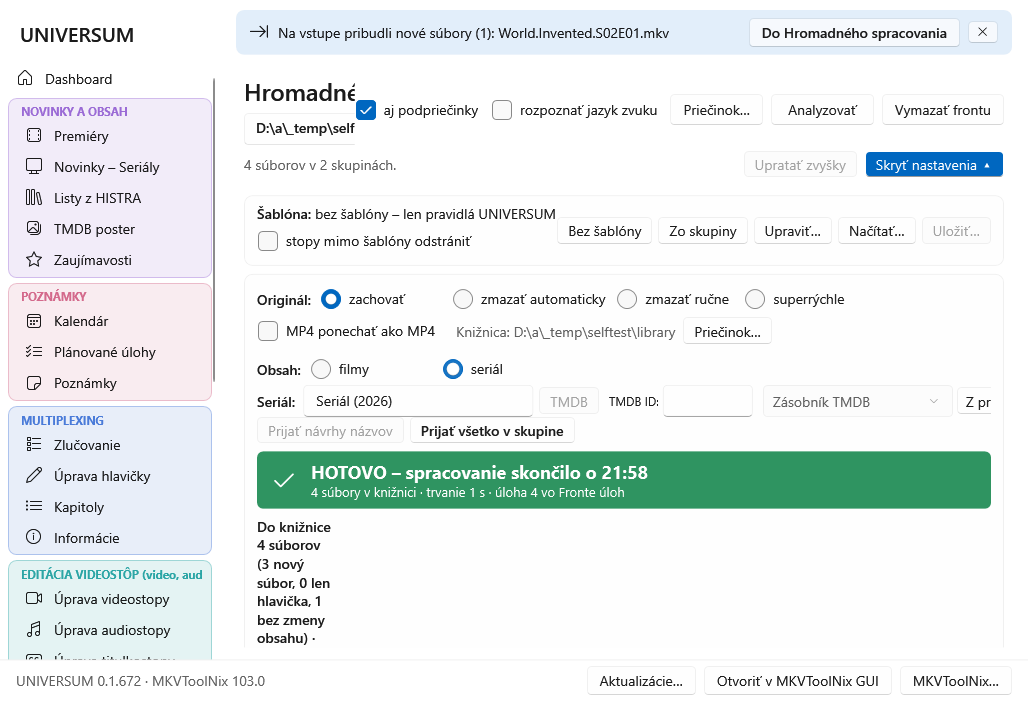 UNIVERSUM
Dashboard
NOVINKY A OBSAH
Premiéry
Novinky – Seriály
Listy z HISTRA
TMDB poster
Zaujímavosti
POZNÁMKY
Kalendár
Plánované úlohy
Poznámky
MULTIPLEXING
Zlučovanie
Úprava hlavičky
Kapitoly
Informácie
EDITÁCIA VIDEOSTÔP (video, aud
Úprava videostopy
Úprava audiostopy
Na vstupe pribudli nové súbory (1): World.Invented.S02E01.mkv
Do Hromadného spracovania
Hromadné
D:\a\_temp\self
aj podpriečinky
rozpoznať jazyk zvuku
Priečinok...
Analyzovať
Vymazať frontu
4 súborov v 2 skupinách.
Upratať zvyšky
Skryť nastavenia
Šablóna: bez šablóny – len pravidlá UNIVERSUM
stopy mimo šablóny odstrániť
Bez šablóny
Zo skupiny
Upraviť...
Načítať...
Uložiť...
Originál: zachovať zmazať automaticky zmazať ručne superrýchle
MP4 ponechať ako MP4 Knižnica: D:\a\_temp\selftest\library Priečinok...
Obsah: filmy seriál
Seriál: Seriál (2026) TMDB TMDB ID: Zásobník TMDB Z pr
Prijať návrhy názvov Prijať všetko v skupine
HOTOVO – spracovanie skončilo o 21:58
4 súbory v knižnici · trvanie 1 s · úloha 4 vo Fronte úloh
Do knižnice
4 súborov
(3 nový
súbor, 0 len
hlavička, 1
bez zmeny
obsahu) ·
UNIVERSUM 0.1.672 · MKVToolNix 103.0
Aktualizácie...
Otvoriť v MKVToolNix GUI
MKVToolNix...